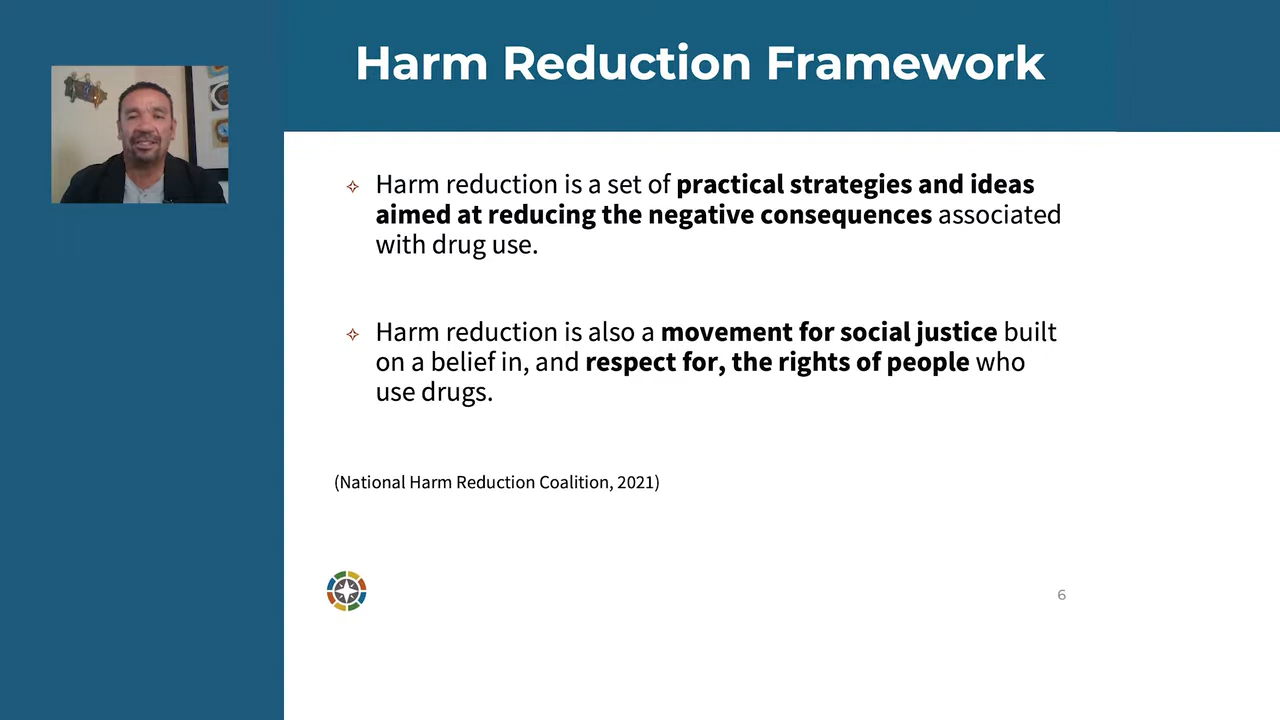 Harm Reduction Framework
Harm reduction is a set of practical strategies and ideas
aimed at reducing the negative consequences associated
with drug use.
Harm reduction is also a movement for social justice built
on a belief in, and respect for, the rights of people who
use drugs.
(National Harm Reduction Coalition, 2021)
6